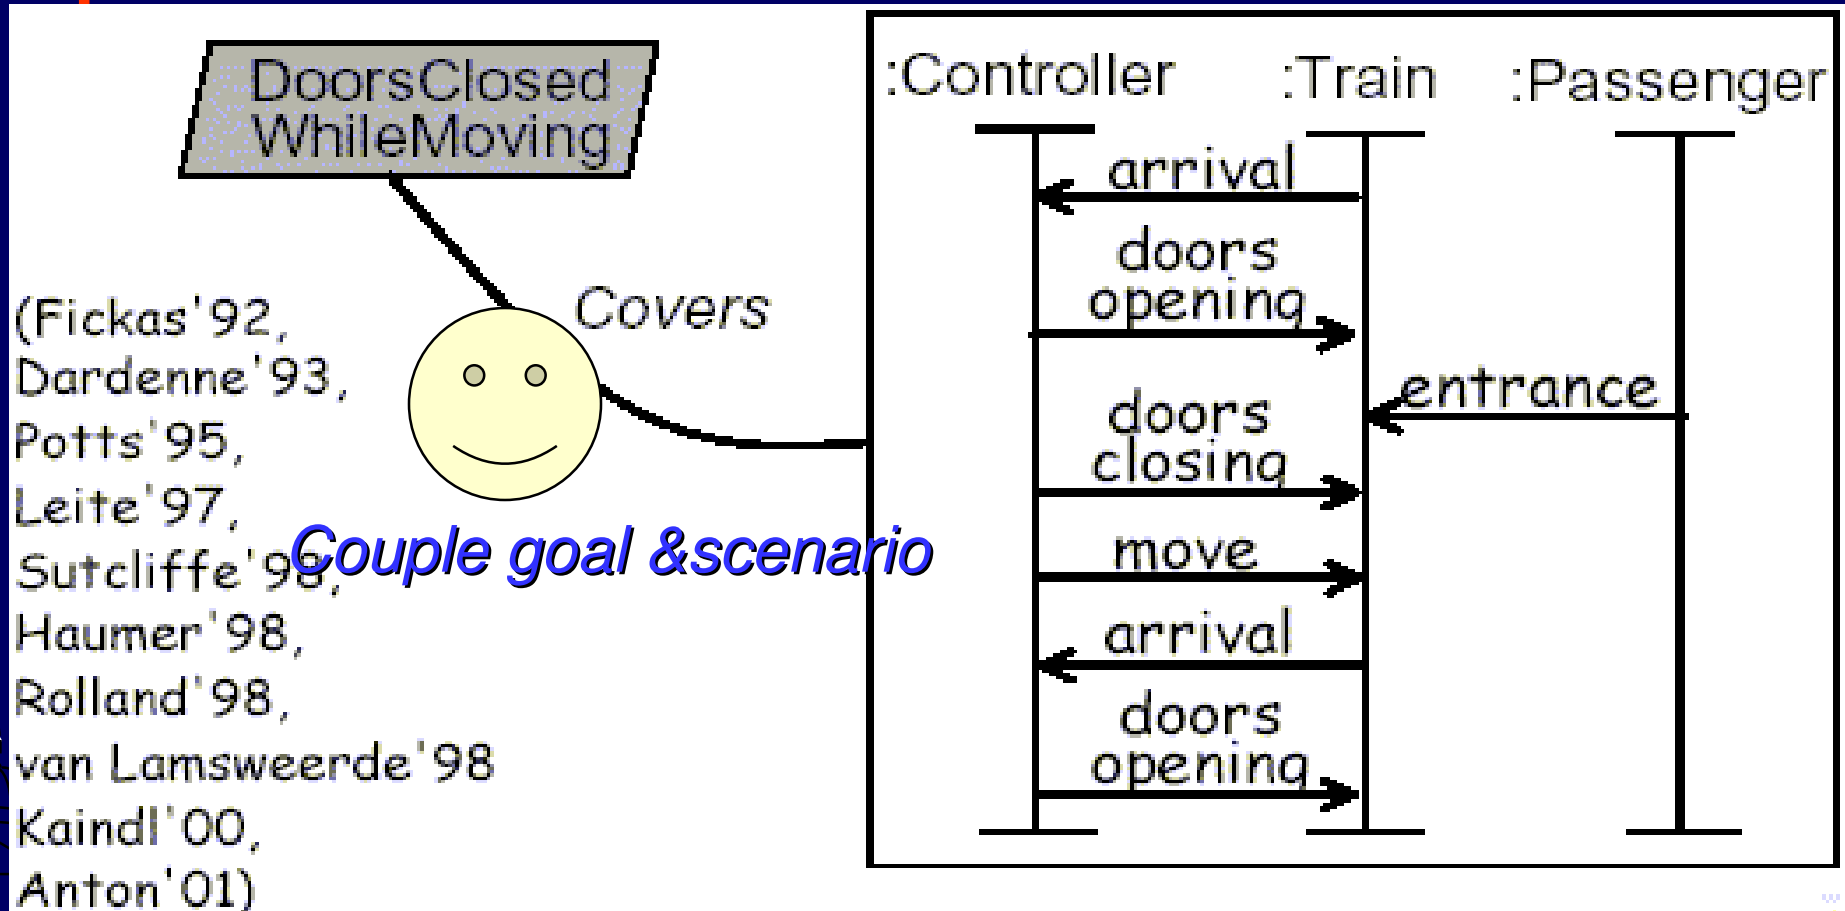 DoorsClosed
WhileMoving
Covers
(Fickas'92,
Dardenne'93,
Potts'95,
Leite'97,
Sutcliffe'98,
Haumer'98,
Rolland'98,
van Lamsweerde'98
Kaindl'00,
Anton'01)
Couple goal &scenario
:Controller :Train :Passenger
arrival
doors
opening
entrance
doors
closing
move
arrival
doors
opening